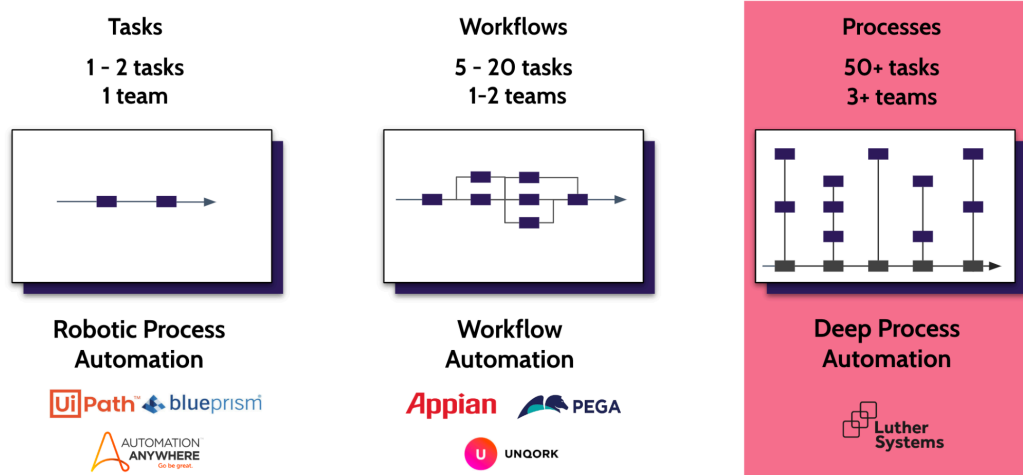 Tasks
1 - 2 tasks
1 team
Robotic Process
Automation
UiPath™
blueprism®
AUTOMATION
ANYWHERE
Go be great.
Workflows
5 - 20 tasks
1-2 teams
Workflow
Automation
Appian
PEGA
U
UNQORK
Processes
50+ tasks
3+ teams
Deep Process
Automation
Luther
Systems